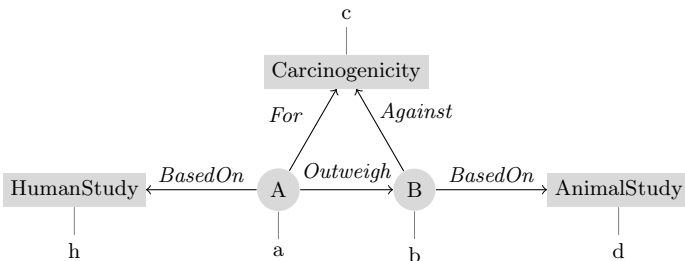 c
Carcinogenicity
For
Against
HumanStudy
BasedOn
A
Outweigh
B
BasedOn
AnimalStudy
h
a
b
d